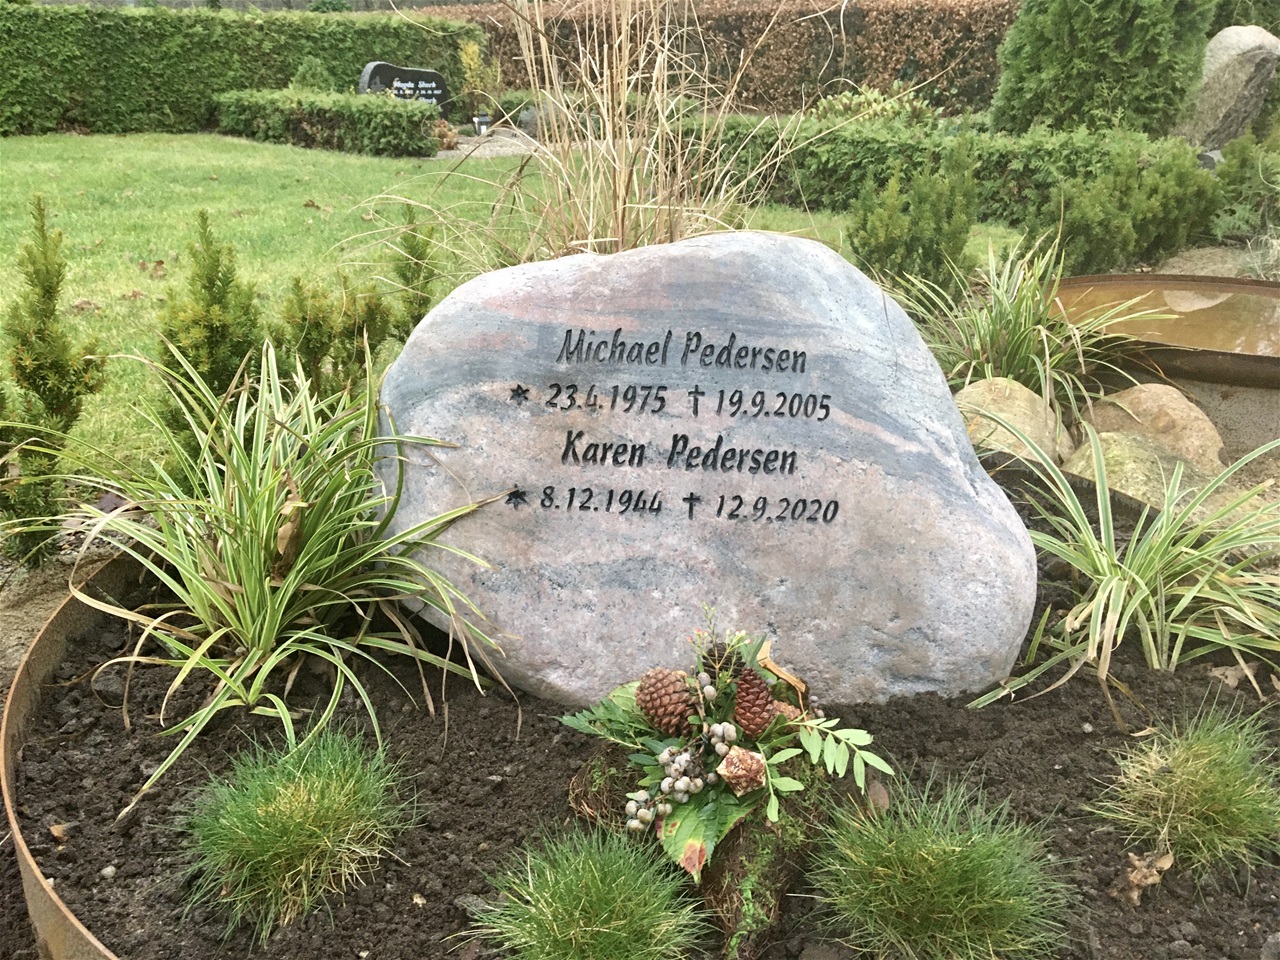 Michael Pedersen
* 23.4.1975 † 19.9.2005
Karen Pedersen
* 8.12.1944 † 12.9.2020